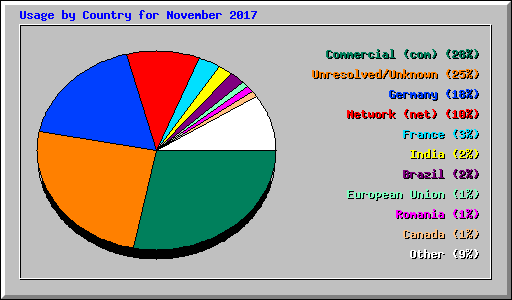 Usage by Country for November 2017
Commercial (com) (28%)
Unresolved/Unknown (25%)
Germany (18%)
Network (net) (10%)
France (3%)
India (2%)
Brazil (2%)
European Union (1%)
Romania (1%)
Canada (1%)
Other (9%)